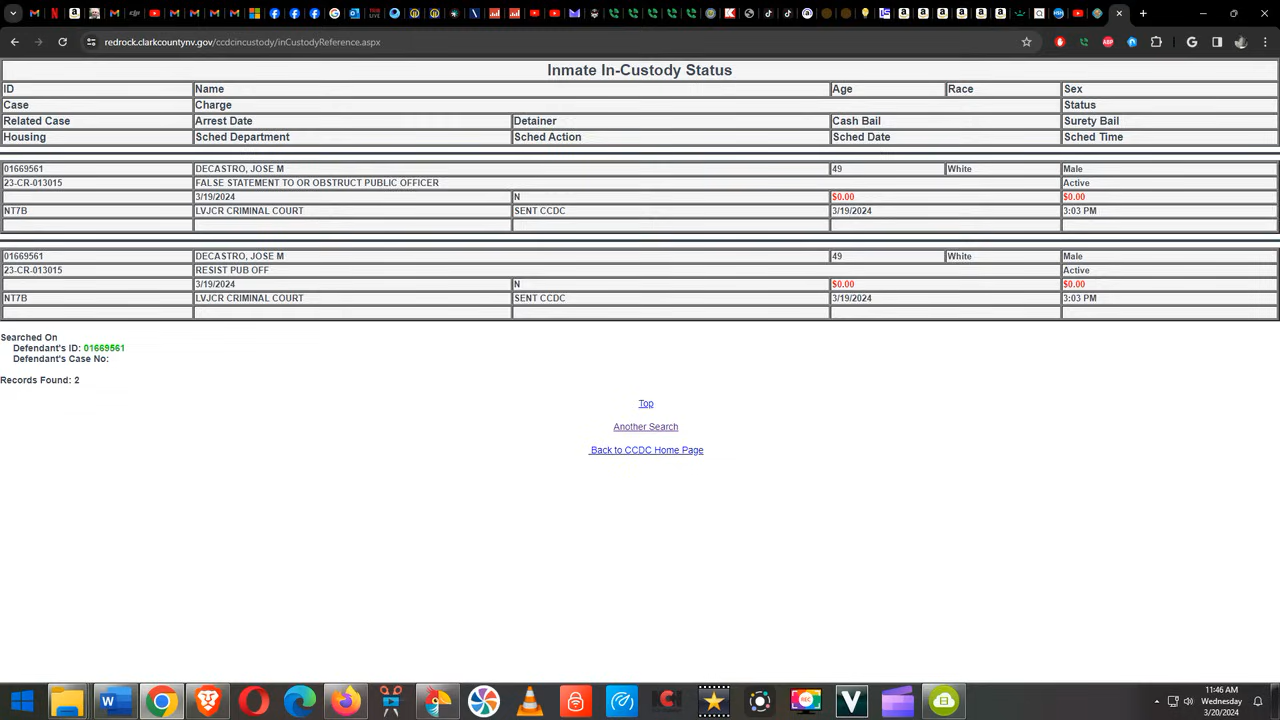 redrock.clarkcountynv.gov/ccdcincustody/inCustodyReference.aspx
Inmate In-Custody Status
ID Name Age Race Sex
Case Charge Status
Related Case Arrest Date Detainer Cash Bail Surety Bail
Housing Sched Department Sched Action Sched Date Sched Time
01669561 DECASTRO, JOSE M 49 White Male
23-CR-013015 FALSE STATEMENT TO OR OBSTRUCT PUBLIC OFFICER Active
3/19/2024 N $0.00 $0.00
NT7B LVJCR CRIMINAL COURT SENT CCDC 3/19/2024 3:03 PM
01669561 DECASTRO, JOSE M 49 White Male
23-CR-013015 RESIST PUB OFF Active
3/19/2024 N $0.00 $0.00
NT7B LVJCR CRIMINAL COURT SENT CCDC 3/19/2024 3:03 PM
Searched On
Defendant's ID: 01669561
Defendant's Case No:
Records Found: 2
Top
Another Search
Back to CCDC Home Page
11:46 AM
Wednesday
3/20/2024